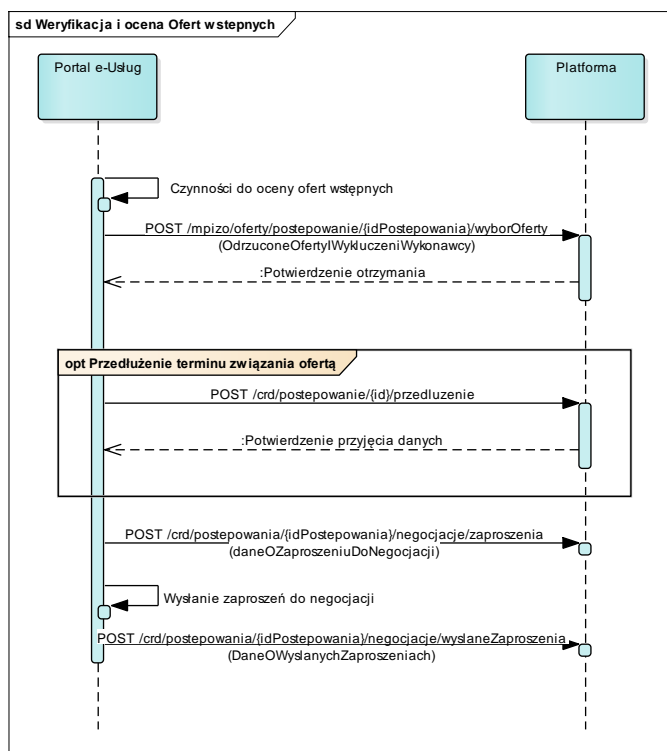 sd Weryfikacja i ocena Ofert wstepnych
Portal e-Usług
Platforma
Czynności do oceny ofert wstępnych
POST /mpizo/oferty/postepowanie/{idPostepowania}/wyborOferty
(OdrzuconeOfertyIWykluczeniWykonawcy)
:Potwierdzenie otrzymania
opt Przedłużenie terminu związania ofertą
POST /crd/postepowanie/{id}/przedluzenie
:Potwierdzenie przyjęcia danych
POST /crd/postepowania/{idPostepowania}/negocjacje/zaproszenia
(daneOZaproszeniuDoNegocjacji)
Wysłanie zaproszeń do negocjacji
POST /crd/postepowania/{idPostepowania}/negocjacje/wyslaneZaproszenia
(DaneOWyslanychZaproszeniach)